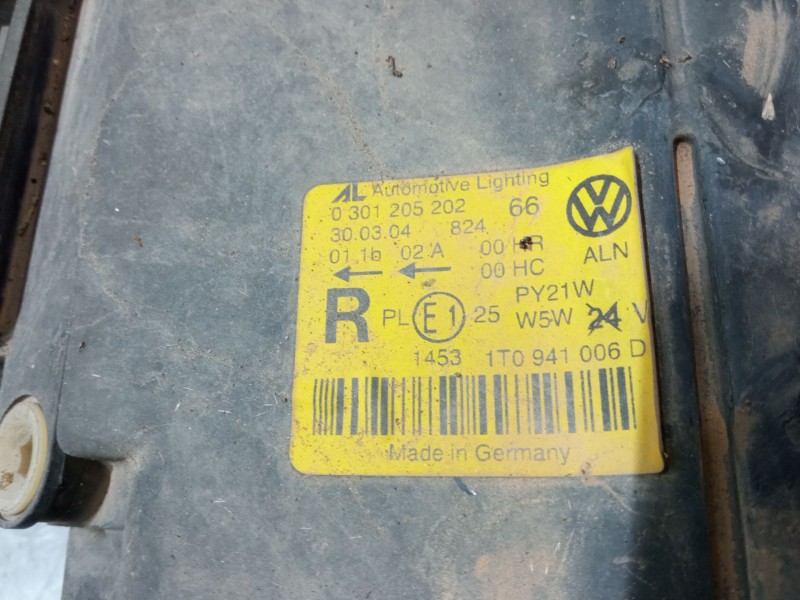 AL Automotive Lighting
0 301 205 202 66
30.03.04 824
01.1b 02 A 00 HR ALN
00 HC
R PL E1 25 PY21W
W5W 24 V
1453 1T0 941 006 D
Made in Germany